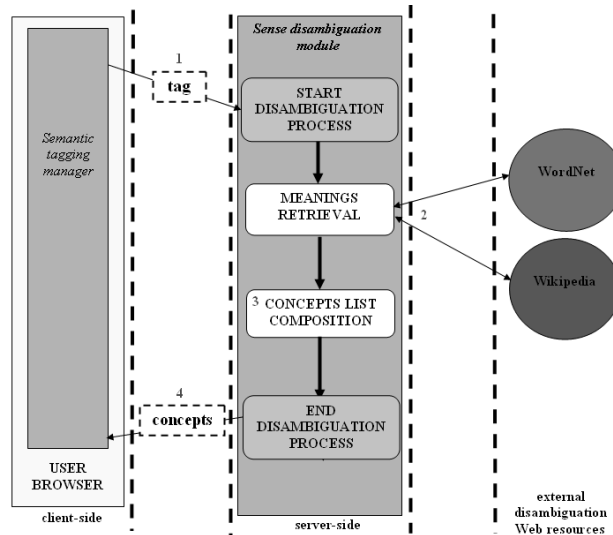 Sense disambiguation
module
1
tag
START
DISAMBIGUATION
PROCESS
Semantic
tagging
manager
MEANINGS
RETRIEVAL
2
WordNet
Wikipedia
3 CONCEPTS LIST
COMPOSITION
4
concepts
END
DISAMBIGUATION
PROCESS
USER
BROWSER
client-side
server-side
external
disambiguation
Web resources